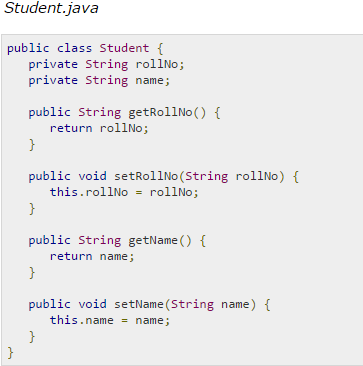 Student.java
public class Student {
   private String rollNo;
   private String name;

   public String getRollNo() {
      return rollNo;
   }

   public void setRollNo(String rollNo) {
      this.rollNo = rollNo;
   }

   public String getName() {
      return name;
   }

   public void setName(String name) {
      this.name = name;
   }
}